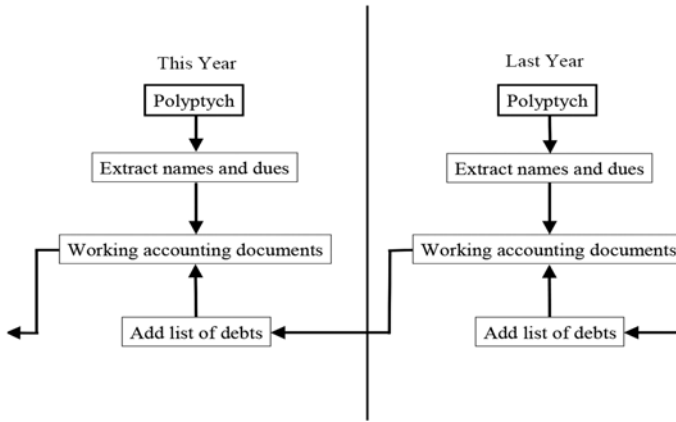 This Year
Polyptych
Extract names and dues
Working accounting documents
Add list of debts
Last Year
Polyptych
Extract names and dues
Working accounting documents
Add list of debts